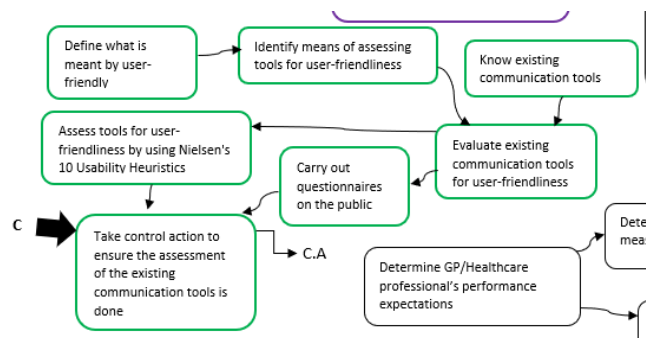 Define what is
meant by user-
friendly
Identify means of assessing
tools for user-friendliness
Know existing
communication tools
Assess tools for user-
friendliness by using Nielsen's
10 Usability Heuristics
Evaluate existing
communication tools
for user-friendliness
Carry out
questionnaires
on the public
C
Take control action to
ensure the assessment
of the existing
communication tools is
done
C.A
Determine GP/Healthcare
professional's performance
expectations